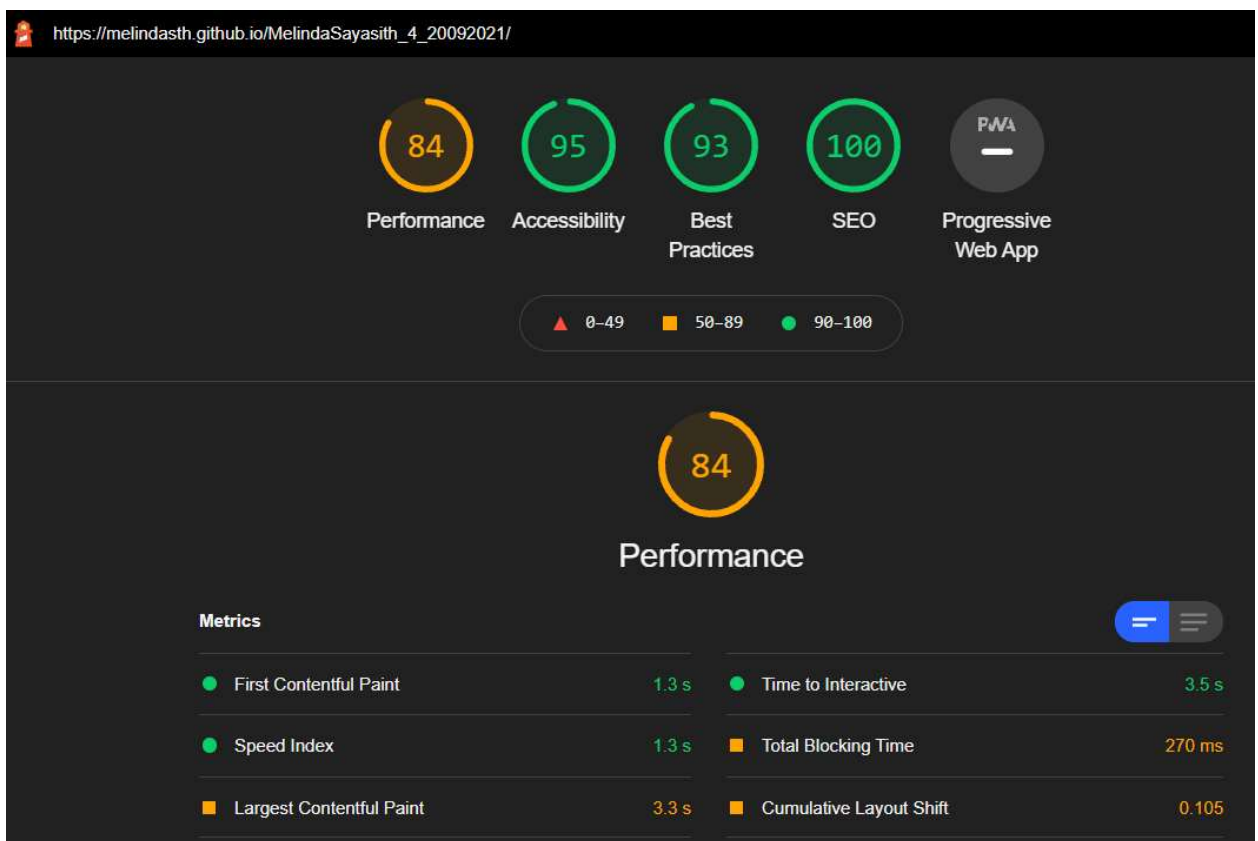 https://melindasth.github.io/MelindaSayasith_4_20092021/
84
95
93
100
PWA
Performance
Accessibility
Best
Practices
SEO
Progressive
Web App
0–49
50–89
90–100
84
Performance
Metrics
First Contentful Paint 1.3 s
Time to Interactive 3.5 s
Speed Index 1.3 s
Total Blocking Time 270 ms
Largest Contentful Paint 3.3 s
Cumulative Layout Shift 0.105